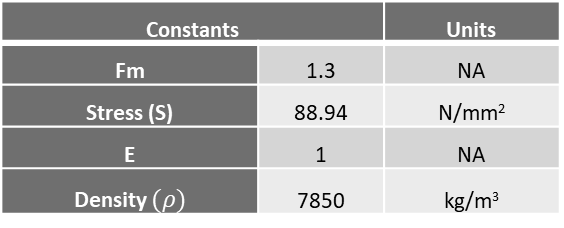 Constants Units
Fm 1.3 NA
Stress (S) 88.94 N/mm²
E 1 NA
Density (ρ) 7850 kg/m³